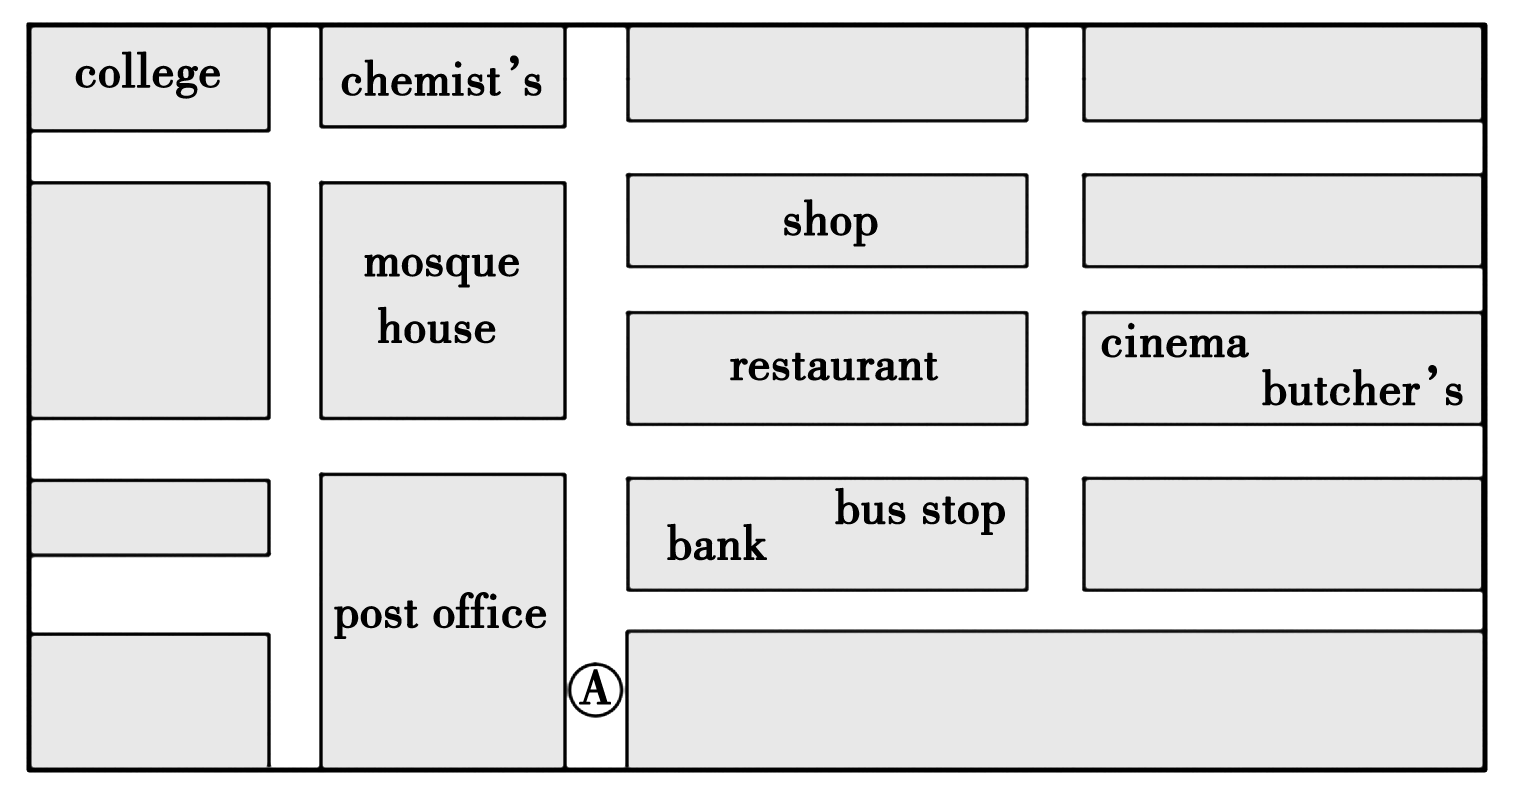 college
chemist's
mosque
house
shop
restaurant
cinema
butcher's
post office
bank
bus stop
A